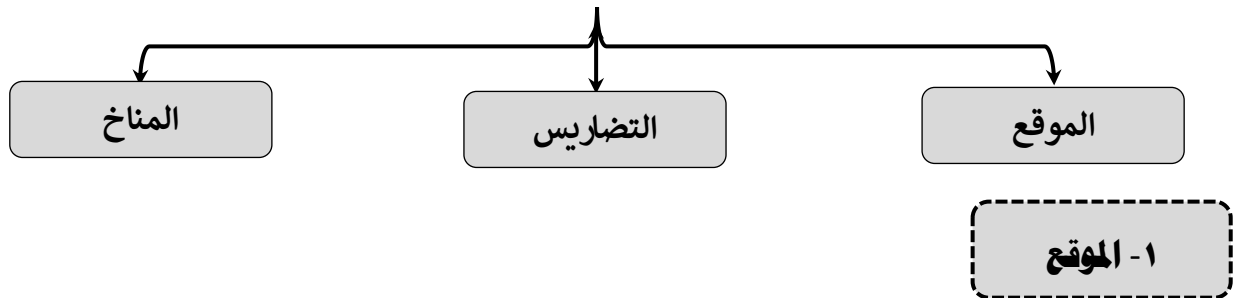 الموقع
التضاريس
المناخ
١- الموقع